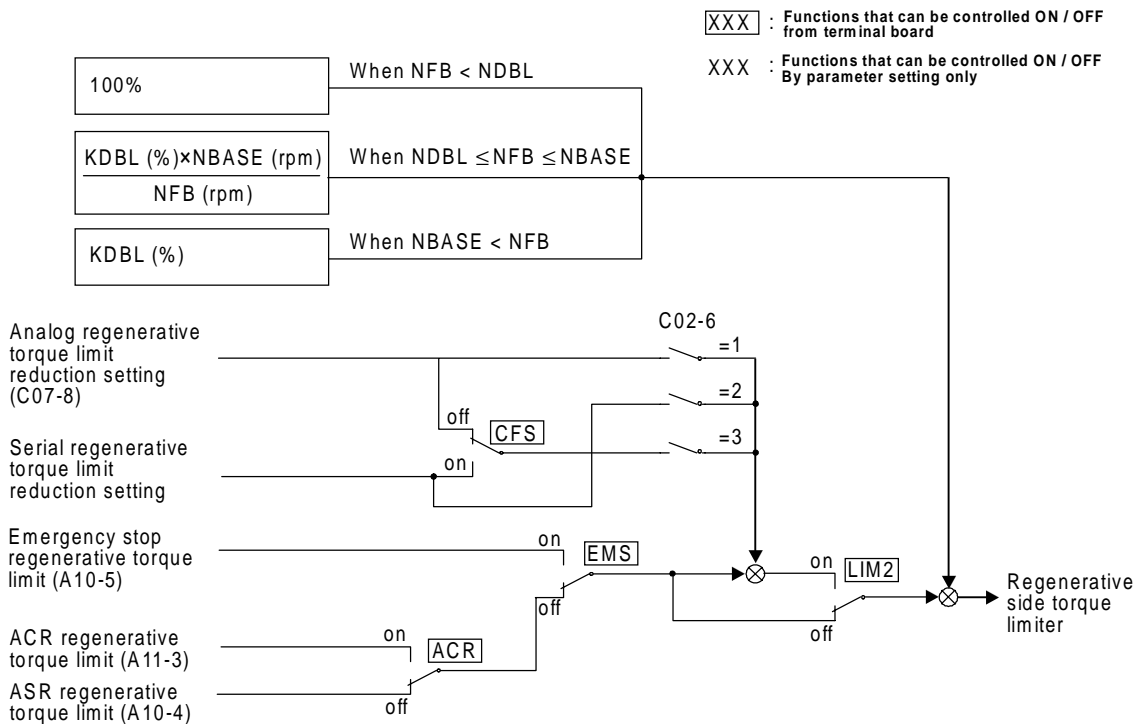 XXX : Functions that can be controlled ON / OFF
from terminal board
XXX : Functions that can be controlled ON / OFF
By parameter setting only
100%
When NFB < NDBL
KDBL (%)×NBASE (rpm)
NFB (rpm)
When NDBL ≤NFB ≤NBASE
KDBL (%)
When NBASE < NFB
Analog regenerative
torque limit
reduction setting
(C07-8)
C02-6
=1
=2
=3
off
CFS
on
Serial regenerative
torque limit
reduction setting
Emergency stop
regenerative torque
limit (A10-5)
on
EMS
off
on
LIM2
off
Regenerative
side torque
limiter
ACR regenerative
torque limit (A11-3)
on
ACR
off
ASR regenerative
torque limit (A10-4)